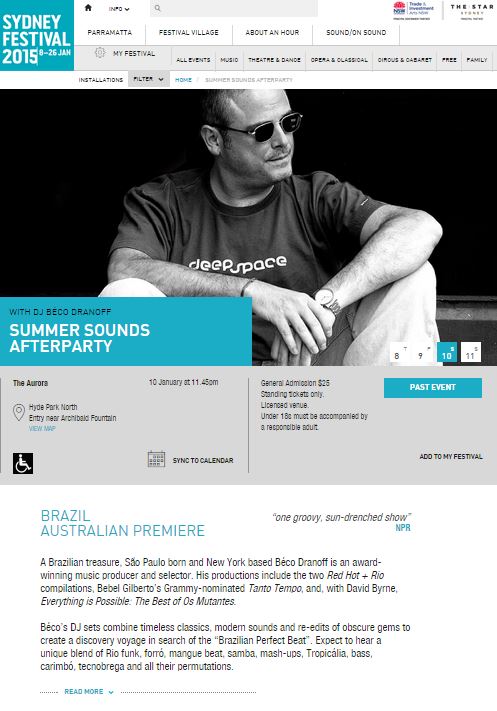 SYDNEY
FESTIVAL
2015 8–26 JAN
INFO
NSW
Trade &
Investment
Arts NSW
THE STAR
SYDNEY
PARRAMATTA
FESTIVAL VILLAGE
ABOUT AN HOUR
SOUND/ON SOUND
MY FESTIVAL
ALL EVENTS
MUSIC
THEATRE & DANCE
OPERA & CLASSICAL
CIRCUS & CABARET
FREE
FAMILY
INSTALLATIONS
FILTER
HOME / SUMMER SOUNDS AFTERPARTY
deepspace
WITH DJ BÉCO DRANOFF
SUMMER SOUNDS
AFTERPARTY
T F S S
8 9 10 11
The Aurora
10 January at 11.45pm
Hyde Park North
Entry near Archibald Fountain
VIEW MAP
SYNC TO CALENDAR
General Admission $25
Standing tickets only.
Licensed venue.
Under 18s must be accompanied by
a responsible adult.
PAST EVENT
ADD TO MY FESTIVAL
BRAZIL
AUSTRALIAN PREMIERE
“one groovy, sun-drenched show”
NPR
A Brazilian treasure, São Paulo born and New York based Béco Dranoff is an award-
winning music producer and selector. His productions include the two Red Hot + Rio
compilations, Bebel Gilberto’s Grammy-nominated Tanto Tempo, and, with David Byrne,
Everything is Possible: The Best of Os Mutantes.
Béco’s DJ sets combine timeless classics, modern sounds and re-edits of obscure gems to
create a discovery voyage in search of the “Brazilian Perfect Beat”. Expect to hear a
unique blend of Rio funk, forró, mangue beat, samba, mash-ups, Tropicália, bass,
carimbó, tecnobrega and all their permutations.
READ MORE